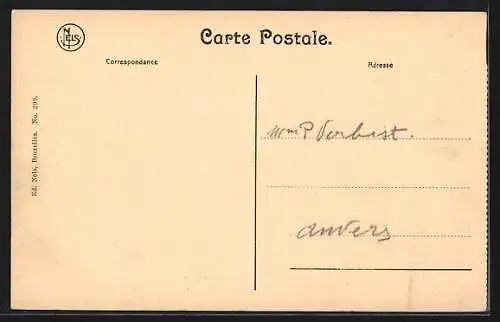 NELS
Carte Postale.
Correspondance
Adresse
Ed. Nels, Bruxelles. No. 209.
Mme P Verbist.
anvers